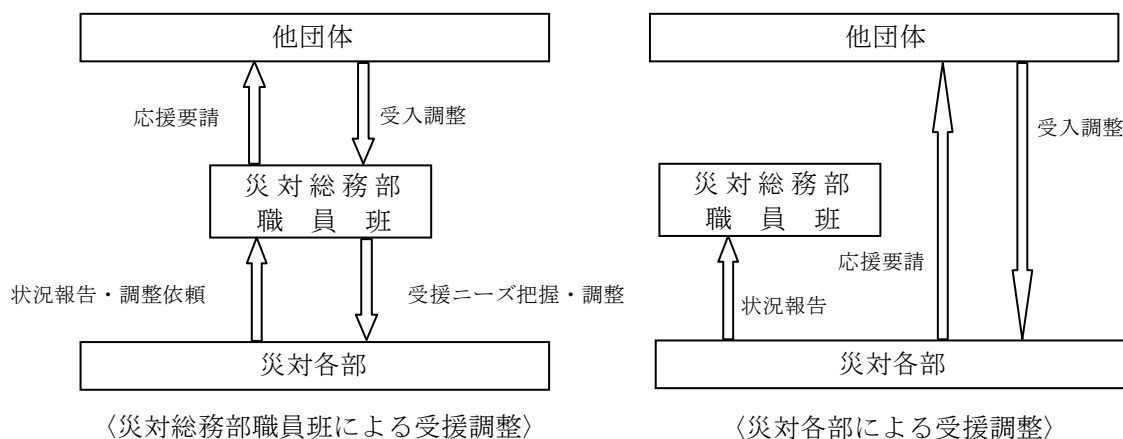 他団体
応援要請
受入調整
災対総務部
職員班
状況報告・調整依頼
受援ニーズ把握・調整
災対各部
〈災対総務部職員班による受援調整〉
他団体
受入調整
災対総務部
職員班
応援要請
状況報告
災対各部
〈災対各部による受援調整〉